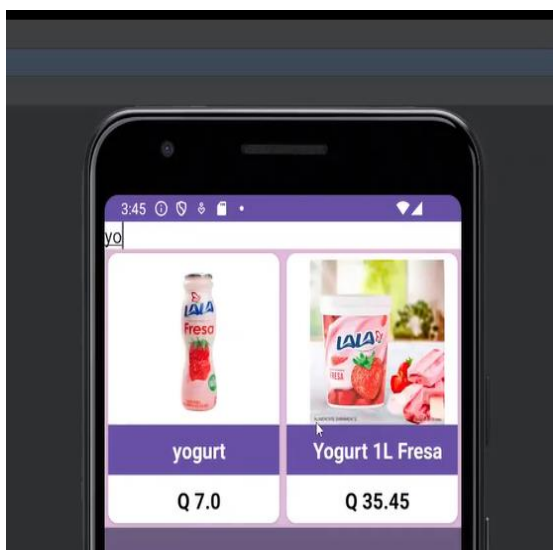 3:45
yo
LALA
Fresa
LALA
FRESA
yogurt
Yogurt 1L Fresa
Q 7.0
Q 35.45